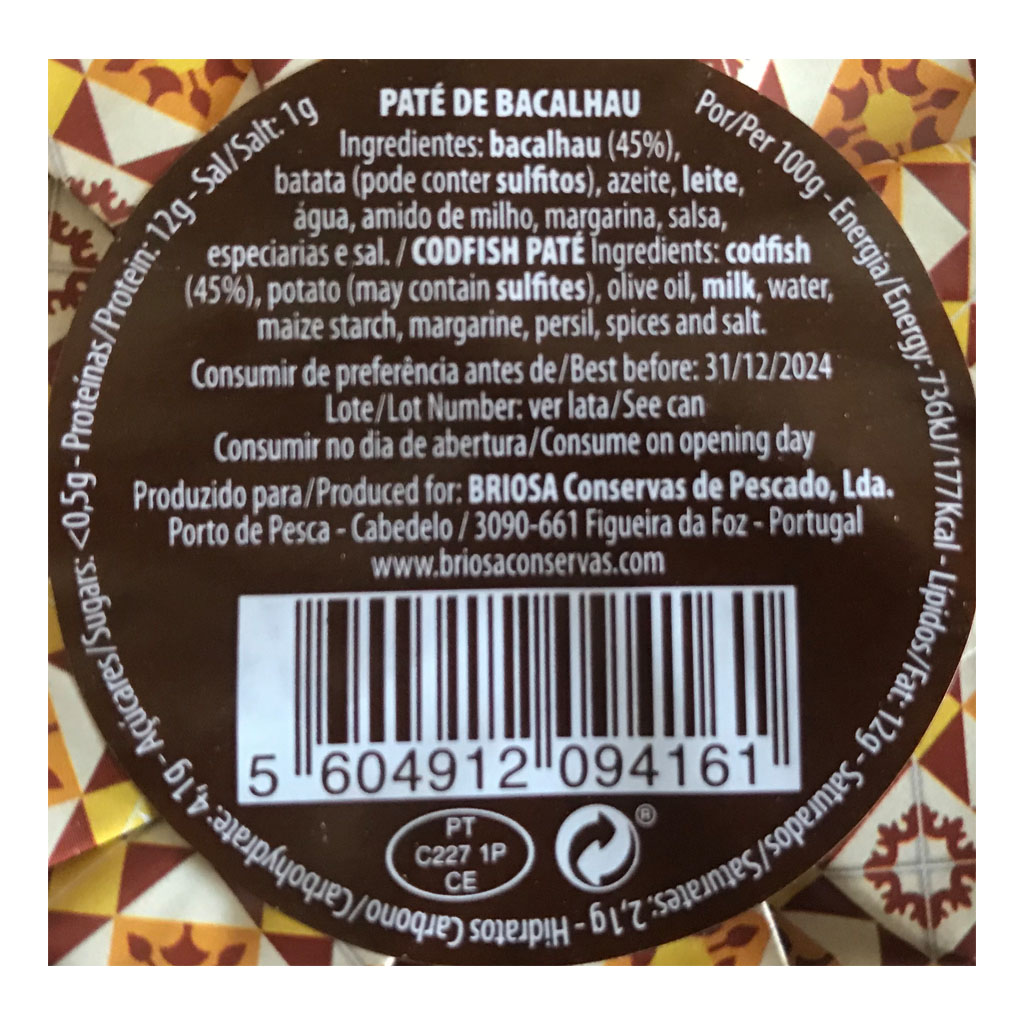 PATÉ DE BACALHAU
Ingredientes: bacalhau (45%),
batata (pode conter sulfitos), azeite, leite,
água, amido de milho, margarina, salsa,
especiarias e sal. / CODFISH PATÉ Ingredients: codfish
(45%), potato (may contain sulfites), olive oil, milk, water,
maize starch, margarine, persil, spices and salt.
Consumir de preferência antes de/Best before: 31/12/2024
Lote/Lot Number: ver lata/See can
Consumir no dia de abertura/Consume on opening day
Produzido para/Produced for: BRIOSA Conservas de Pescado, Lda.
Porto de Pesca - Cabedelo / 3090-661 Figueira da Foz - Portugal
www.briosaconservas.com
5 604912 094161
PT
C227 1P
CE
®
Por/Per 100g - Energia/Energy: 736kl/177Kcal - Lípidos/Fat: 12g - Saturados/Saturates: 2,1g - Hidratos Carbono/Carbohydrate: 4,1g - Açúcares/Sugars: <0,5g - Proteínas/Protein: 12g - Sal/Salt: 1g